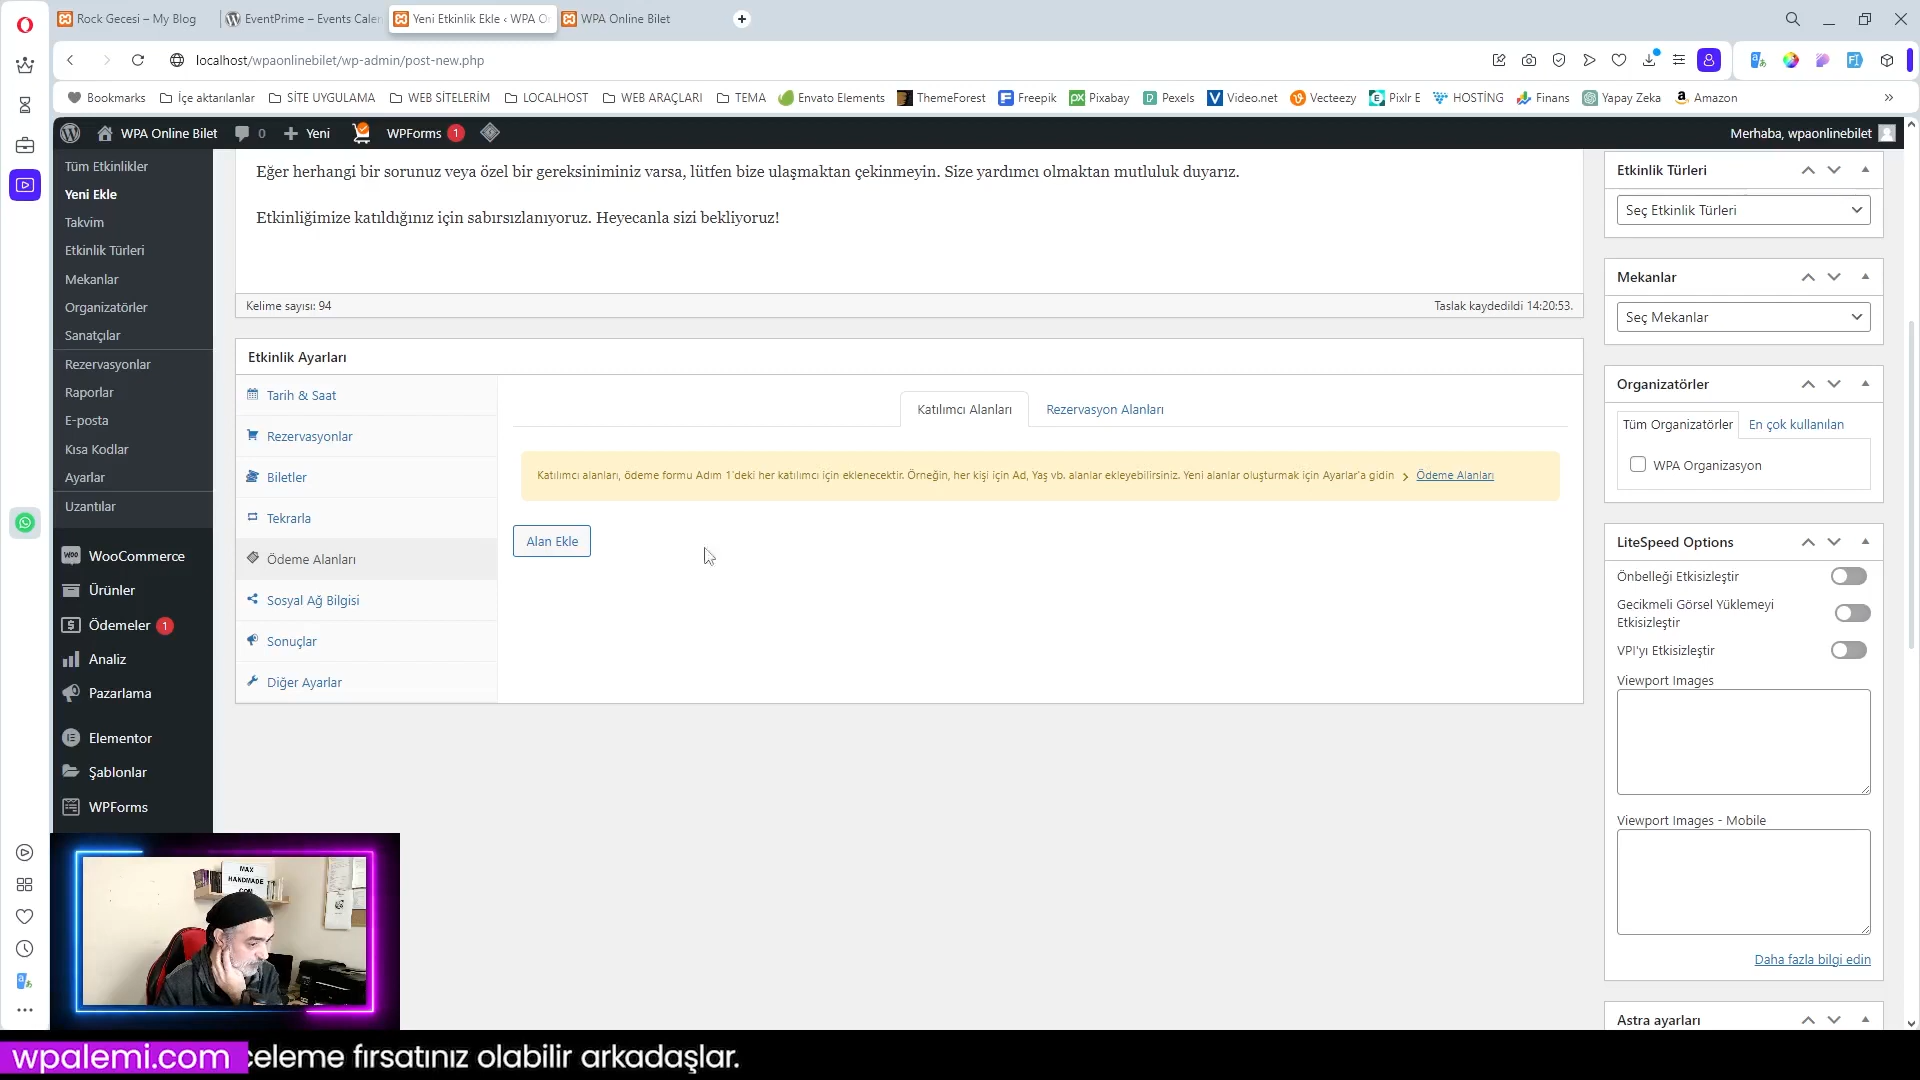 Rock Gecesi – My Blog
EventPrime – Events Calen
Yeni Etkinlik Ekle ‹ WPA O
WPA Online Bilet
localhost/wpaonlinebilet/wp-admin/post-new.php
Bookmarks
İçe aktarılanlar
SİTE UYGULAMA
WEB SİTELERİM
LOCALHOST
WEB ARAÇLARI
TEMA
Envato Elements
ThemeForest
Freepik
Pixabay
Pexels
Video.net
Vecteezy
Pixlr E
HOSTİNG
Finans
Yapay Zeka
Amazon
WPA Online Bilet
0
Yeni
WPForms 1
Merhaba, wpaonlinebilet
Tüm Etkinlikler
Yeni Ekle
Takvim
Etkinlik Türleri
Mekanlar
Organizatörler
Sanatçılar
Rezervasyonlar
Raporlar
E-posta
Kısa Kodlar
Ayarlar
Uzantılar
WooCommerce
Ürünler
Ödemeler 1
Analiz
Pazarlama
Elementor
Şablonlar
WPForms
Eğer herhangi bir sorunuz veya özel bir gereksiniminiz varsa, lütfen bize ulaşmaktan çekinmeyin. Size yardımcı olmaktan mutluluk duyarız.
Etkinliğimize katıldığınız için sabırsızlanıyoruz. Heyecanla sizi bekliyoruz!
Kelime sayısı: 94
Taslak kaydedildi 14:20:53.
Etkinlik Ayarları
Tarih & Saat
Rezervasyonlar
Biletler
Tekrarla
Ödeme Alanları
Sosyal Ağ Bilgisi
Sonuçlar
Diğer Ayarlar
Katılımcı Alanları
Rezervasyon Alanları
Katılımcı alanları, ödeme formu Adım 1'deki her katılımcı için eklenecektir. Örneğin, her kişi için Ad, Yaş vb. alanlar ekleyebilirsiniz. Yeni alanlar oluşturmak için Ayarlar'a gidin > Ödeme Alanları
Alan Ekle
Etkinlik Türleri
Seç Etkinlik Türleri
Mekanlar
Seç Mekanlar
Organizatörler
Tüm Organizatörler
En çok kullanılan
WPA Organizasyon
LiteSpeed Options
Önbelleği Etkisizleştir
Gecikmeli Görsel Yüklemeyi
Etkisizleştir
VPI'yı Etkisizleştir
Viewport Images
Viewport Images - Mobile
Daha fazla bilgi edin
Astra ayarları
MAX
HANDMADE
COM
wpalemi.com
celeme fırsatınız olabilir arkadaşlar.